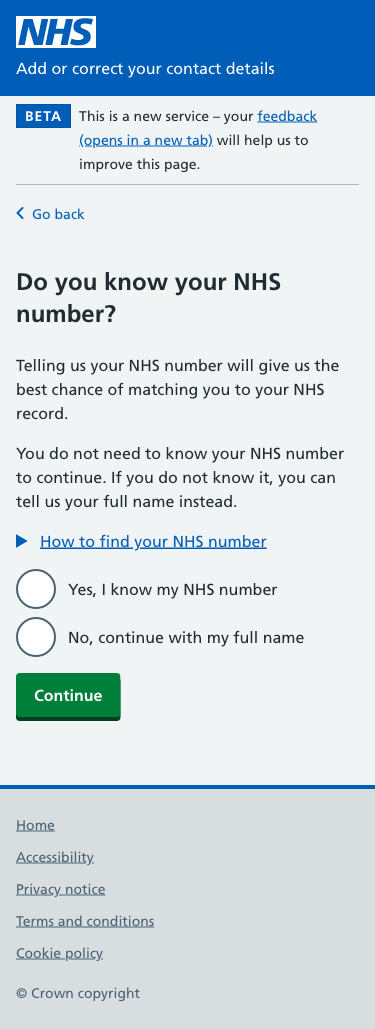 NHS
Add or correct your contact details
BETA
This is a new service – your feedback
(opens in a new tab) will help us to
improve this page.
Go back
Do you know your NHS
number?
Telling us your NHS number will give us the
best chance of matching you to your NHS
record.
You do not need to know your NHS number
to continue. If you do not know it, you can
tell us your full name instead.
How to find your NHS number
Yes, I know my NHS number
No, continue with my full name
Continue
Home
Accessibility
Privacy notice
Terms and conditions
Cookie policy
© Crown copyright